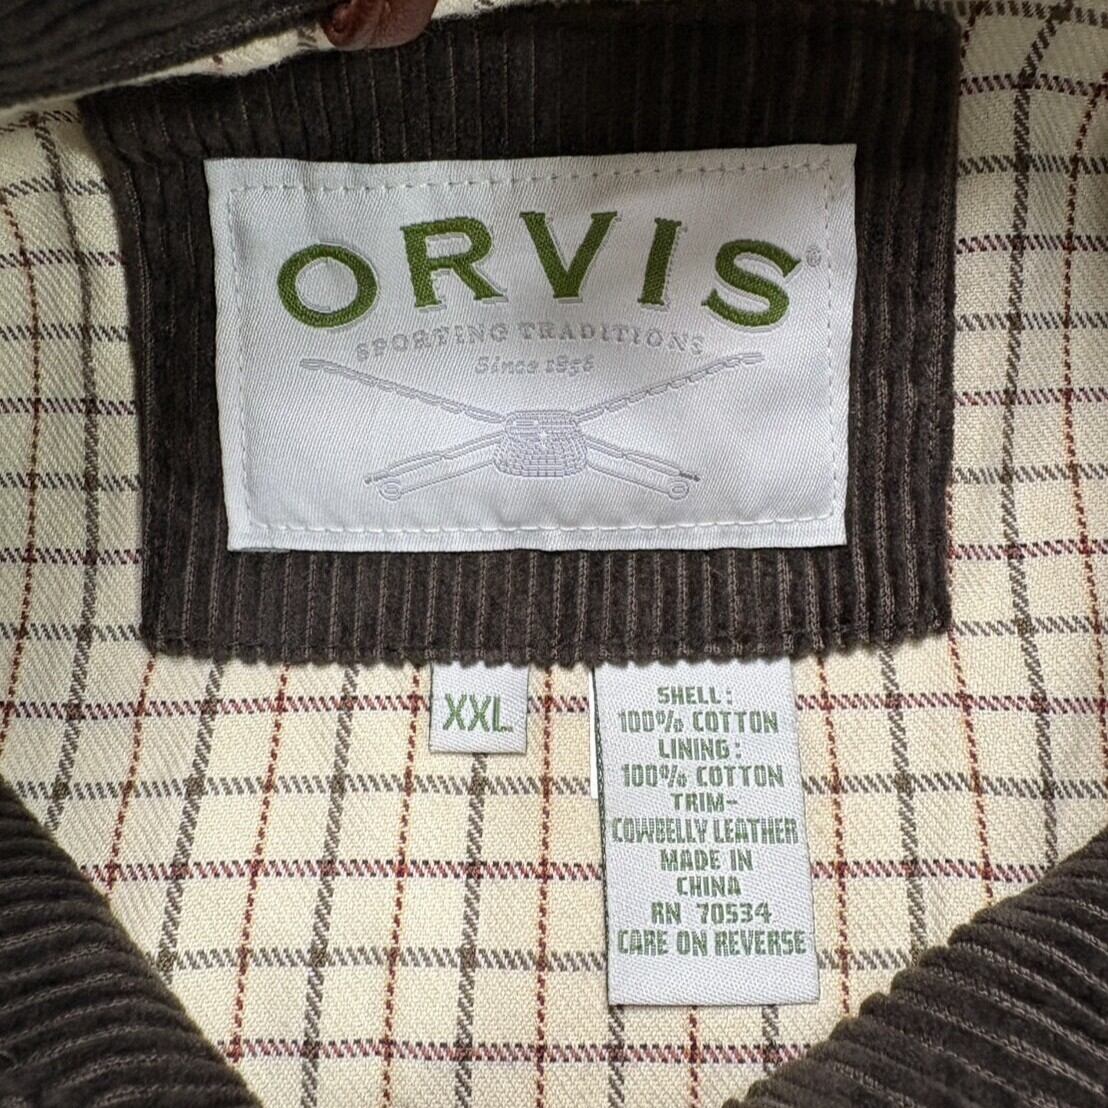 ORVIS®
SPORTING TRADITIONS
Since 1856
XXL
SHELL:
100% COTTON
LINING:
100% COTTON
TRIM-
COWBELLY LEATHER
MADE IN
CHINA
RN 70534
CARE ON REVERSE